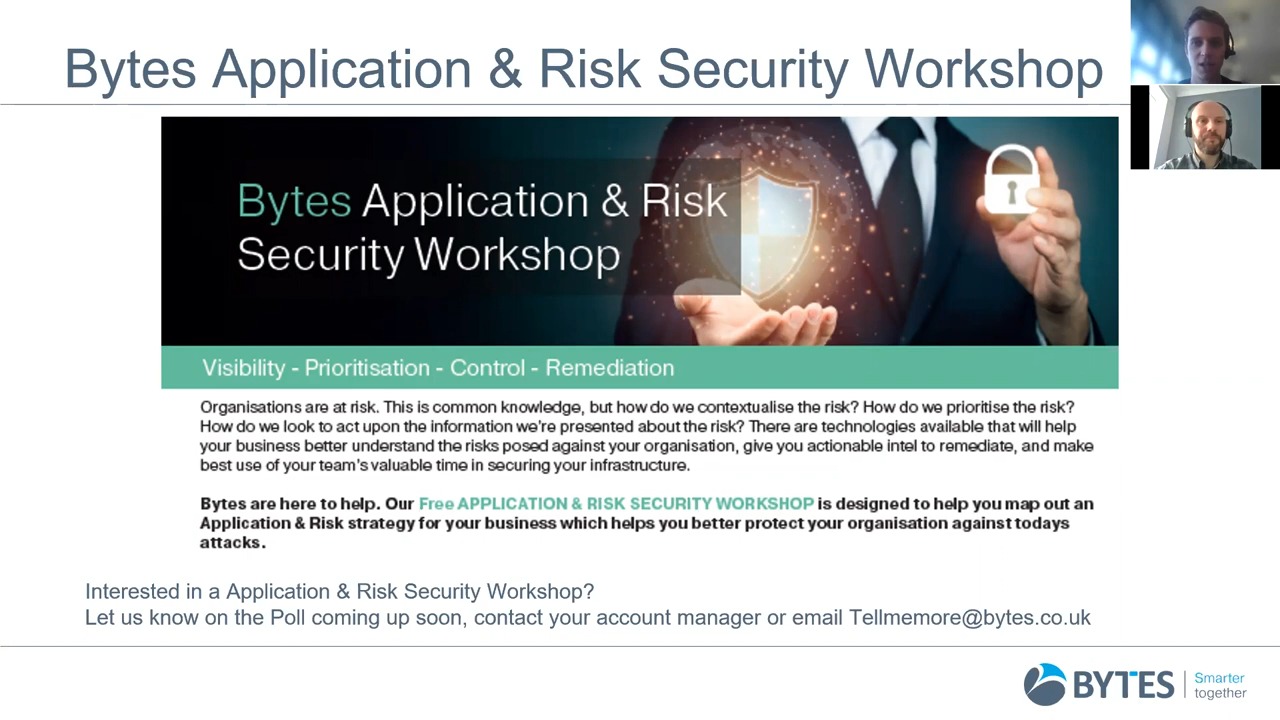 Bytes Application & Risk Security Workshop
Bytes Application & Risk
Security Workshop
Visibility - Prioritisation - Control - Remediation
Organisations are at risk. This is common knowledge, but how do we contextualise the risk? How do we prioritise the risk?
How do we look to act upon the information we're presented about the risk? There are technologies available that will help
your business better understand the risks posed against your organisation, give you actionable intel to remediate, and make
best use of your team's valuable time in securing your infrastructure.
Bytes are here to help. Our Free APPLICATION & RISK SECURITY WORKSHOP is designed to help you map out an
Application & Risk strategy for your business which helps you better protect your organisation against todays
attacks.
Interested in a Application & Risk Security Workshop?
Let us know on the Poll coming up soon, contact your account manager or email Tellmemore@bytes.co.uk
BYTES
Smarter
together